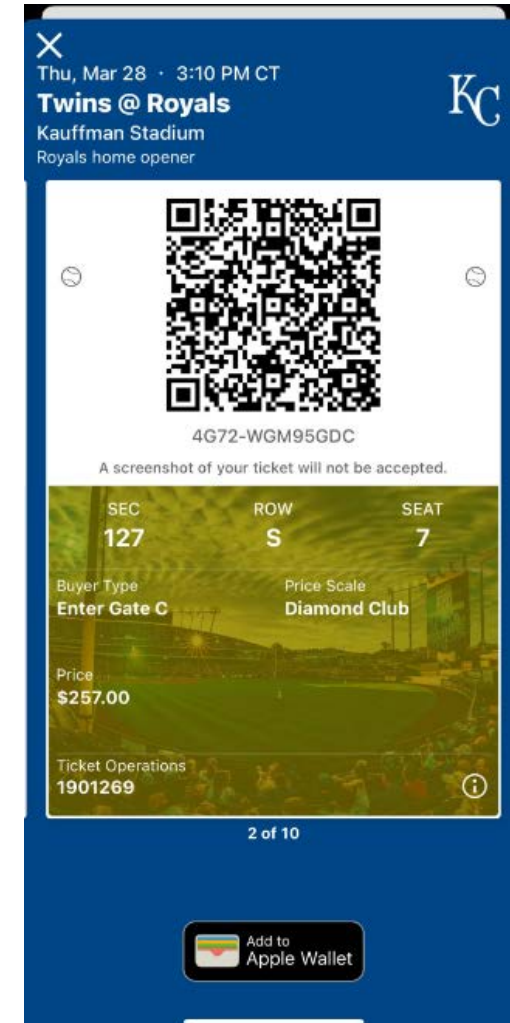 Thu, Mar 28 · 3:10 PM CT
Twins @ Royals
KC
Kauffman Stadium
Royals home opener
4G72-WGM95GDC
A screenshot of your ticket will not be accepted.
SEC ROW SEAT
127 S 7
Buyer Type Price Scale
Enter Gate C Diamond Club
Price
$257.00
Ticket Operations
1901269
2 of 10
Add to
Apple Wallet